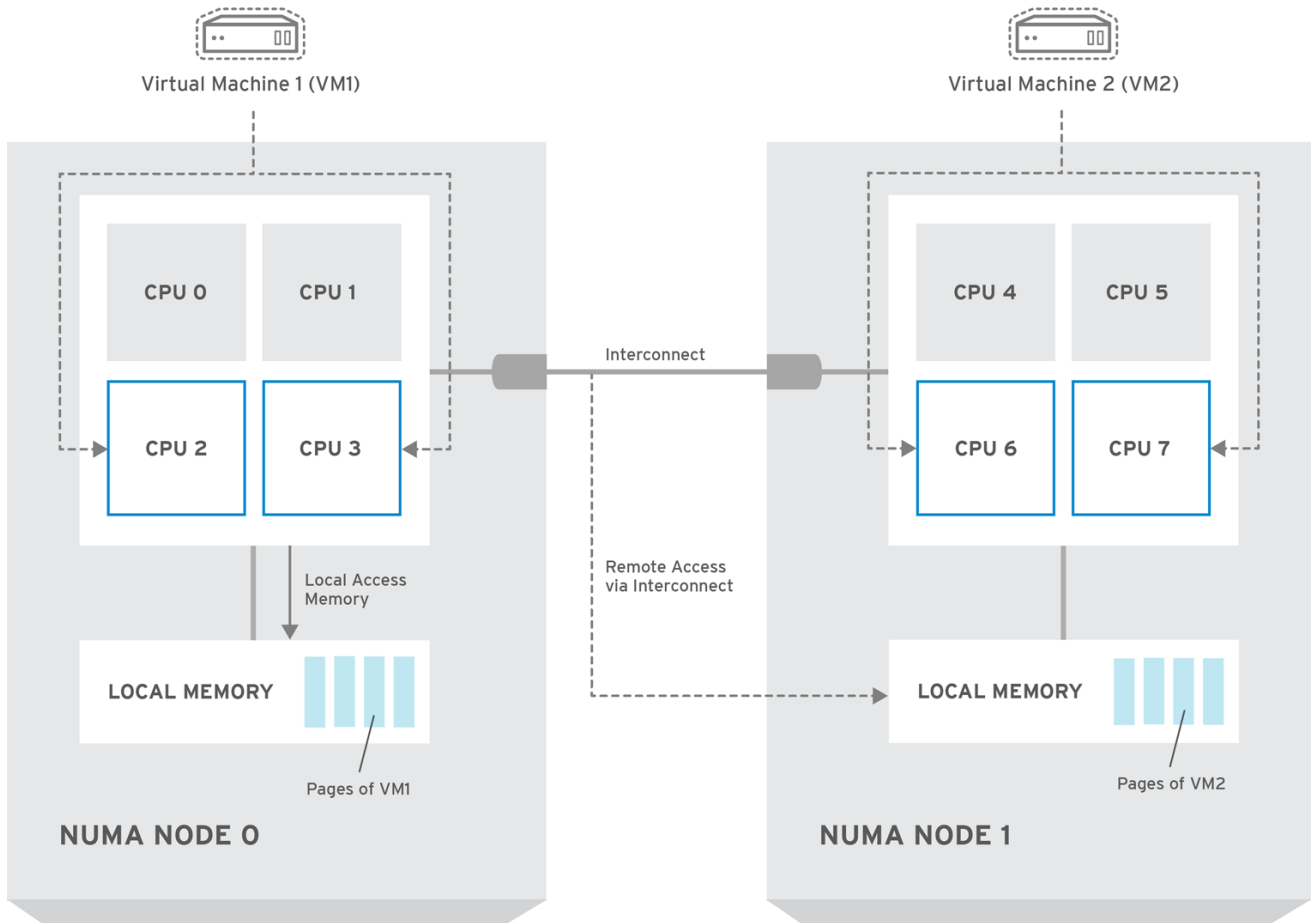 Virtual Machine 1 (VM1)
Virtual Machine 2 (VM2)
CPU 0
CPU 1
CPU 2
CPU 3
Local Access
Memory
LOCAL MEMORY
Pages of VM1
NUMA NODE 0
Interconnect
Remote Access
via Interconnect
CPU 4
CPU 5
CPU 6
CPU 7
LOCAL MEMORY
Pages of VM2
NUMA NODE 1